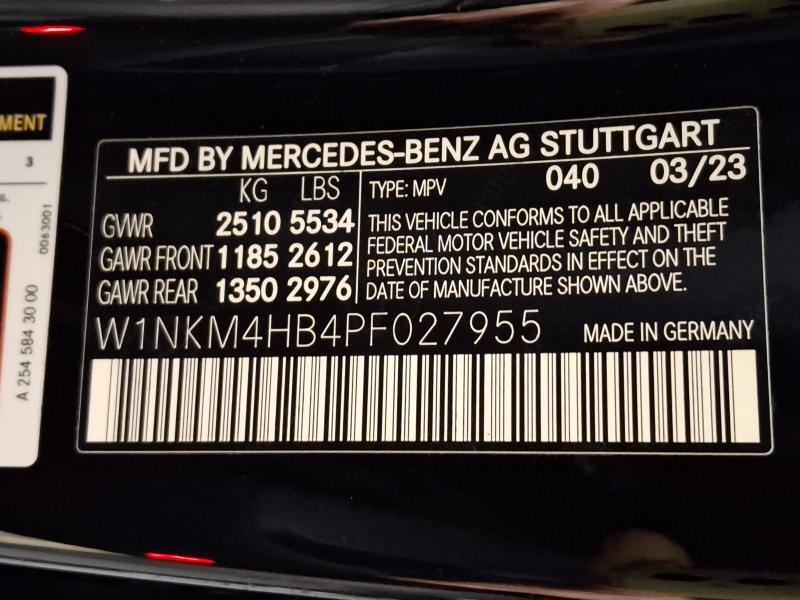 MENT
3
0063001
A 254 584 30 00
MFD BY MERCEDES-BENZ AG STUTTGART
KG LBS
GVWR 2510 5534
GAWR FRONT 1185 2612
GAWR REAR 1350 2976
TYPE: MPV 040 03/23
THIS VEHICLE CONFORMS TO ALL APPLICABLE
FEDERAL MOTOR VEHICLE SAFETY AND THEFT
PREVENTION STANDARDS IN EFFECT ON THE
DATE OF MANUFACTURE SHOWN ABOVE.
W1NKM4HB4PF027955 MADE IN GERMANY